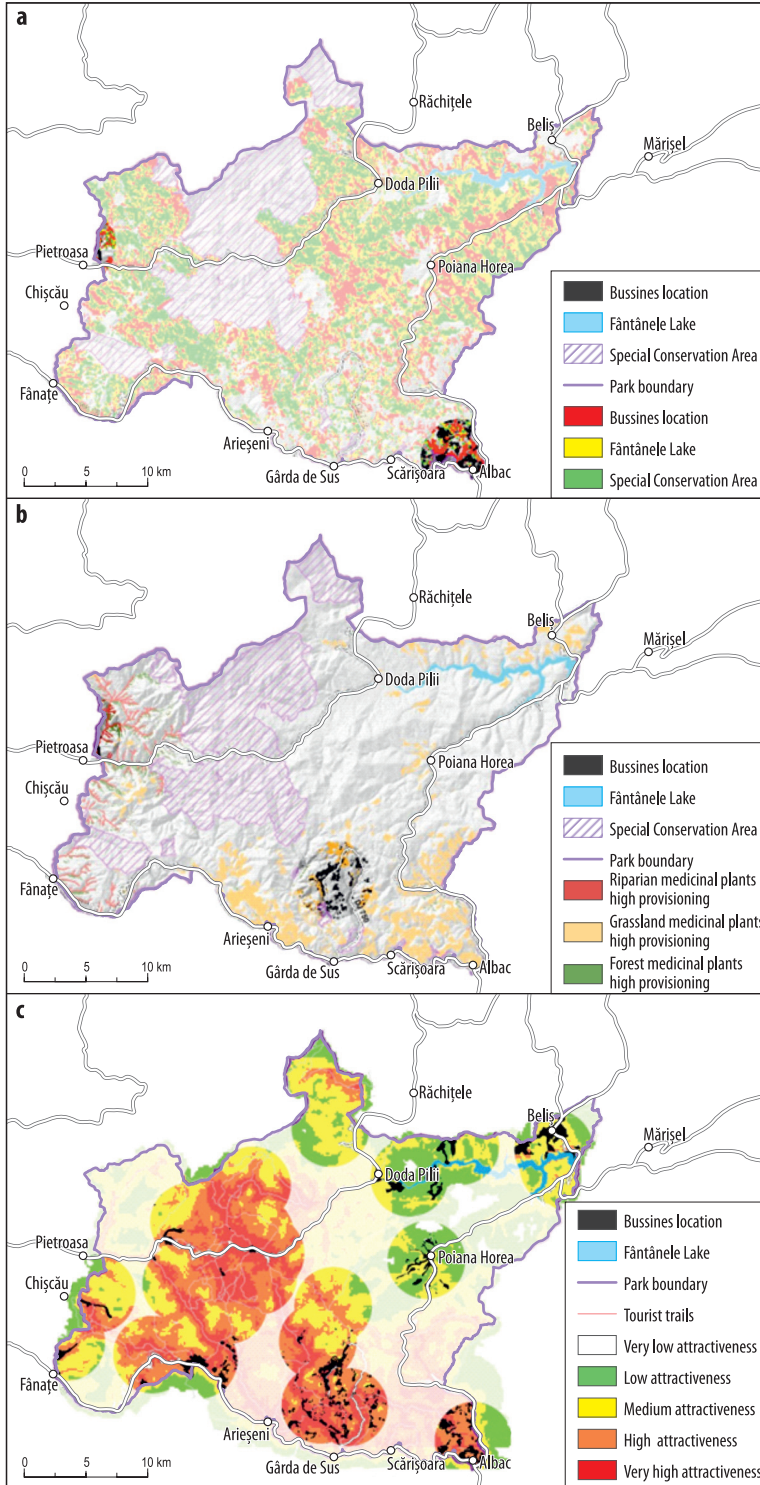 a
Răchițele
Beliș
Mărișel
Doda Pilii
Pietroasa
Poiana Horea
Chișcău
Fânațe
Arieșeni
Gârda de Sus
Scărișoara
Albac
0 5 10 km
Bussines location
Fântânele Lake
Special Conservation Area
Park boundary
Bussines location
Fântânele Lake
Special Conservation Area
b
Răchițele
Beliș
Mărișel
Doda Pilii
Pietroasa
Poiana Horea
Chișcău
Fânațe
Arieșeni
Gârda de Sus
Scărișoara
Albac
0 5 10 km
Bussines location
Fântânele Lake
Special Conservation Area
Park boundary
Riparian medicinal plants
high provisioning
Grassland medicinal plants
high provisioning
Forest medicinal plants
high provisioning
c
Răchițele
Beliș
Mărișel
Doda Pilii
Pietroasa
Poiana Horea
Chișcău
Fânațe
Arieșeni
Gârda de Sus
Scărișoara
Albac
0 5 10 km
Bussines location
Fântânele Lake
Park boundary
Tourist trails
Very low attractiveness
Low attractiveness
Medium attractiveness
High attractiveness
Very high attractiveness